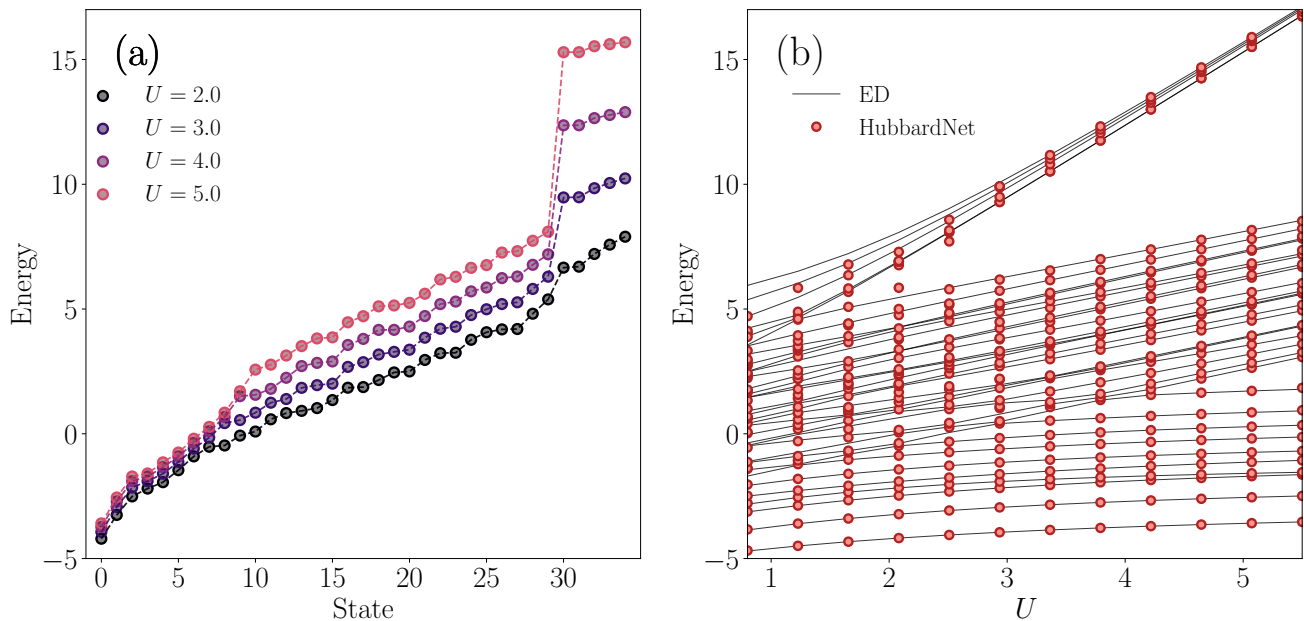 (a)
U = 2.0
U = 3.0
U = 4.0
U = 5.0
Energy
15
10
5
0
−5
0 5 10 15 20 25 30
State
(b)
ED
HubbardNet
Energy
15
10
5
0
−5
1 2 3 4 5
U